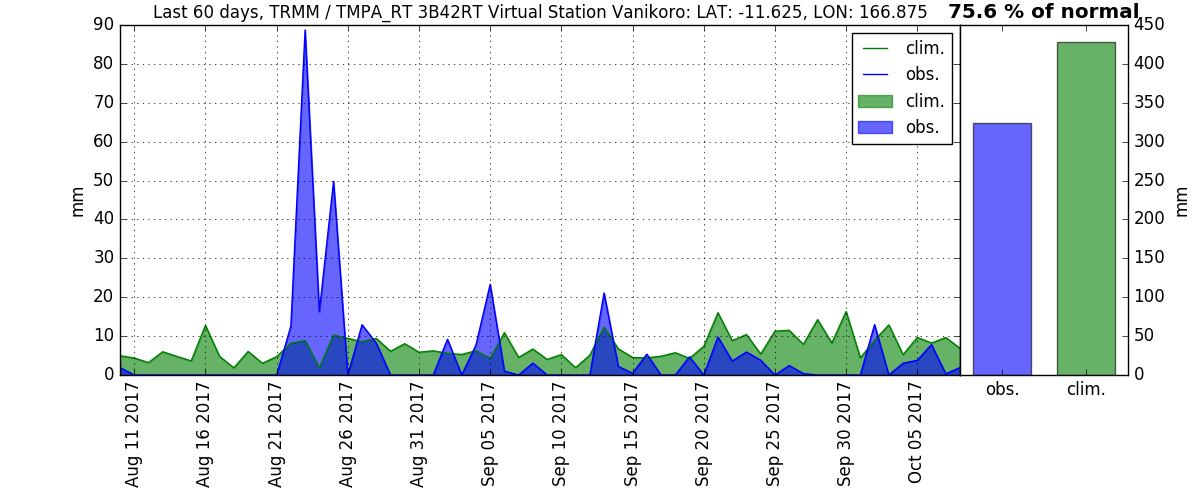 Last 60 days, TRMM / TMPA_RT 3B42RT Virtual Station Vanikoro: LAT: -11.625, LON: 166.875
75.6 % of normal
90
80
70
60
50
40
30
20
10
0
mm
clim.
obs.
clim.
obs.
Aug 11 2017
Aug 16 2017
Aug 21 2017
Aug 26 2017
Aug 31 2017
Sep 05 2017
Sep 10 2017
Sep 15 2017
Sep 20 2017
Sep 25 2017
Sep 30 2017
Oct 05 2017
450
400
350
300
250
200
150
100
50
0
mm
obs.
clim.